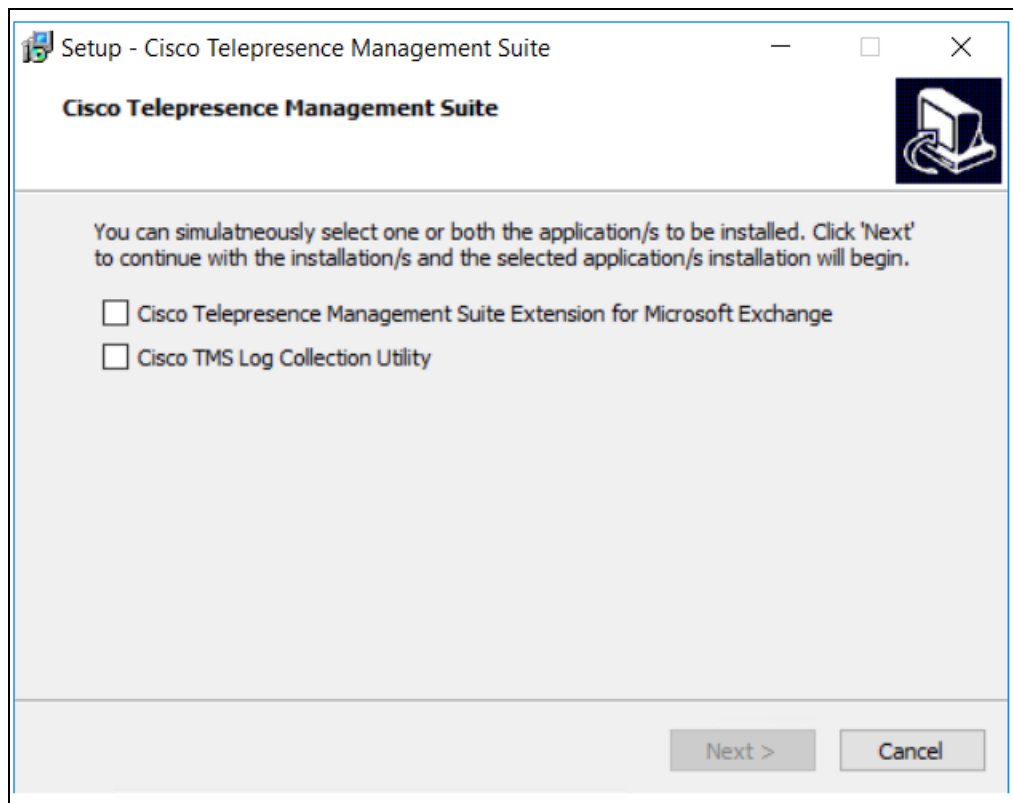 Setup - Cisco Telepresence Management Suite
Cisco Telepresence Management Suite
You can simulatneously select one or both the application/s to be installed. Click 'Next'
to continue with the installation/s and the selected application/s installation will begin.
Cisco Telepresence Management Suite Extension for Microsoft Exchange
Cisco TMS Log Collection Utility
Next >
Cancel